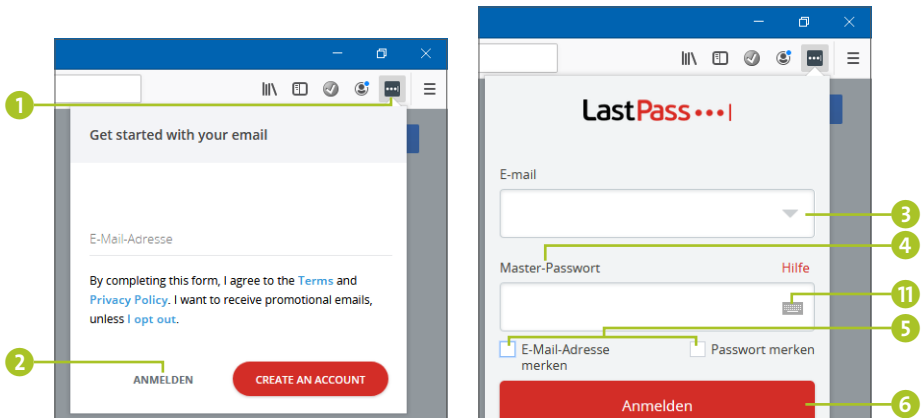 1
Get started with your email
E-Mail-Adresse
By completing this form, I agree to the Terms and
Privacy Policy. I want to receive promotional emails,
unless I opt out.
2
ANMELDEN
CREATE AN ACCOUNT
LastPass
E-mail
3
4
Master-Passwort
Hilfe
11
5
E-Mail-Adresse
merken
Passwort merken
Anmelden
6